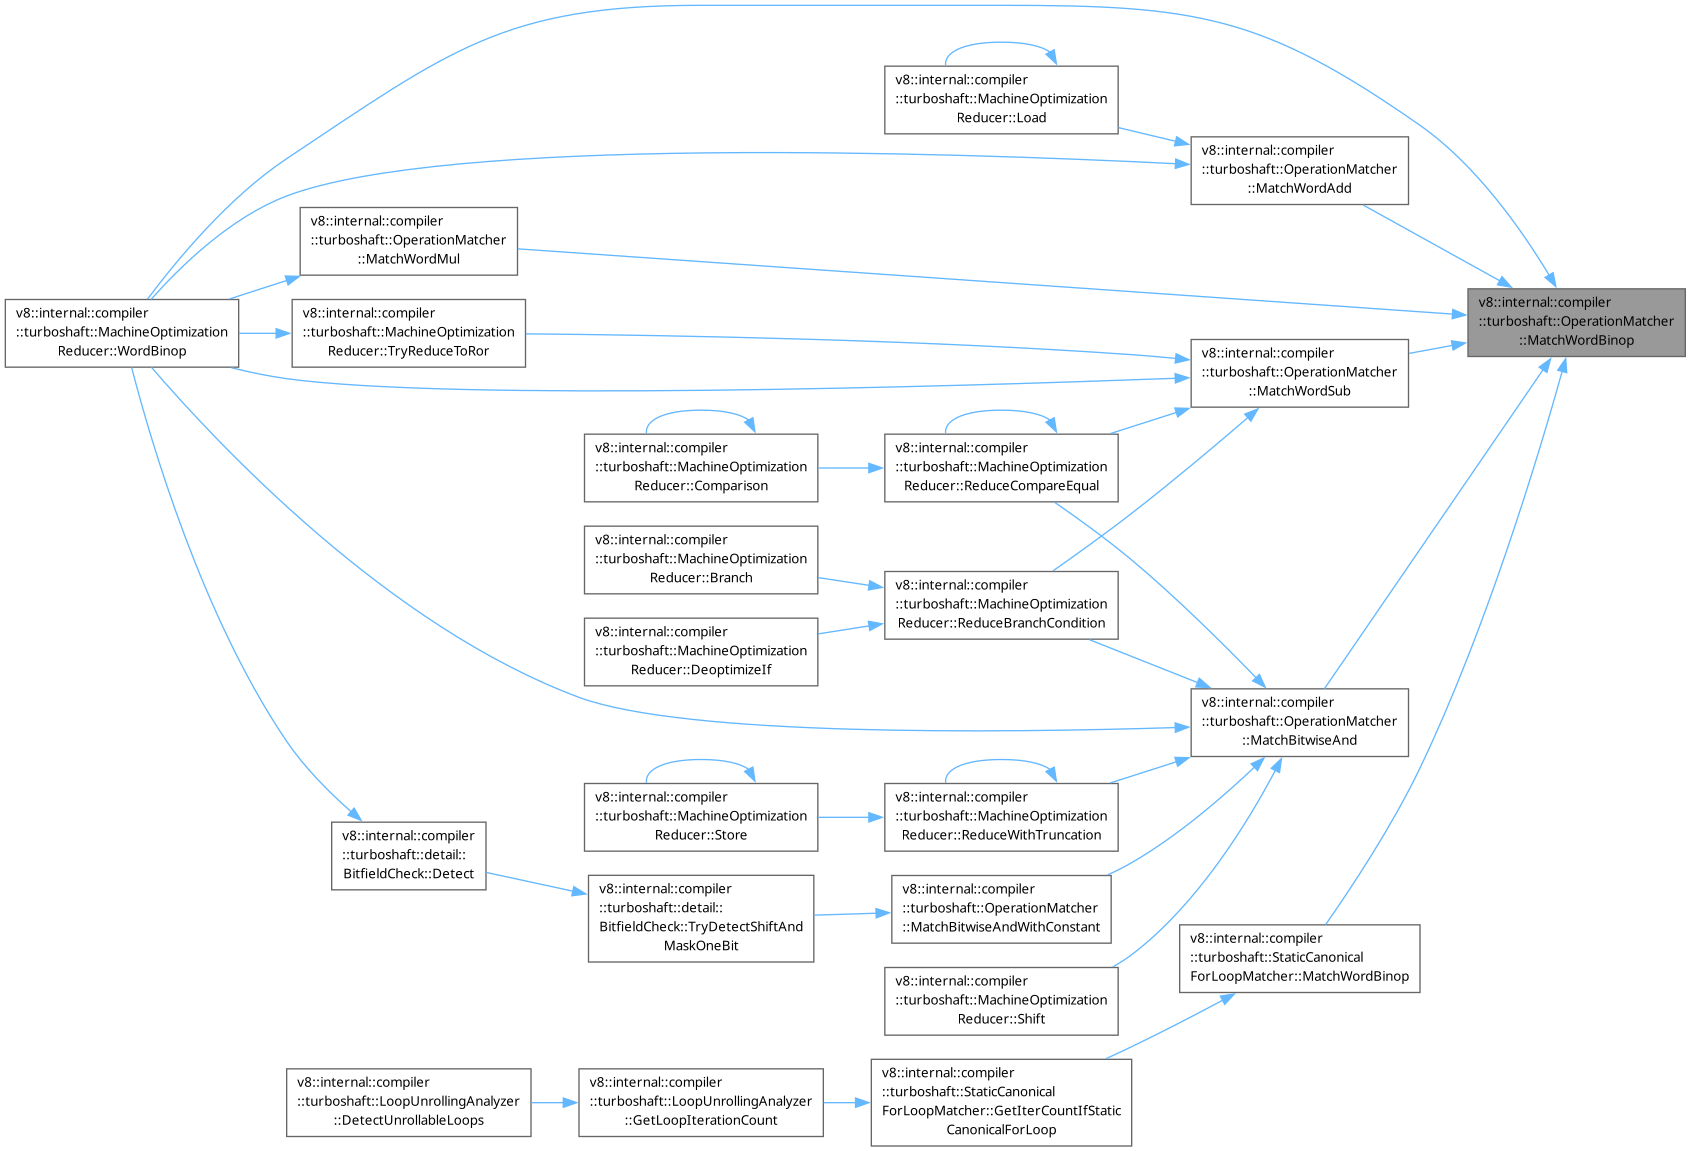 v8::internal::compiler
::turboshaft::MachineOptimization
Reducer::Load
v8::internal::compiler
::turboshaft::OperationMatcher
::MatchWordAdd
v8::internal::compiler
::turboshaft::OperationMatcher
::MatchWordMul
v8::internal::compiler
::turboshaft::OperationMatcher
::MatchWordBinop
v8::internal::compiler
::turboshaft::MachineOptimization
Reducer::WordBinop
v8::internal::compiler
::turboshaft::MachineOptimization
Reducer::TryReduceToRor
v8::internal::compiler
::turboshaft::OperationMatcher
::MatchWordSub
v8::internal::compiler
::turboshaft::MachineOptimization
Reducer::Comparison
v8::internal::compiler
::turboshaft::MachineOptimization
Reducer::ReduceCompareEqual
v8::internal::compiler
::turboshaft::MachineOptimization
Reducer::Branch
v8::internal::compiler
::turboshaft::MachineOptimization
Reducer::ReduceBranchCondition
v8::internal::compiler
::turboshaft::MachineOptimization
Reducer::DeoptimizeIf
v8::internal::compiler
::turboshaft::OperationMatcher
::MatchBitwiseAnd
v8::internal::compiler
::turboshaft::MachineOptimization
Reducer::Store
v8::internal::compiler
::turboshaft::MachineOptimization
Reducer::ReduceWithTruncation
v8::internal::compiler
::turboshaft::detail::
BitfieldCheck::Detect
v8::internal::compiler
::turboshaft::detail::
BitfieldCheck::TryDetectShiftAnd
MaskOneBit
v8::internal::compiler
::turboshaft::OperationMatcher
::MatchBitwiseAndWithConstant
v8::internal::compiler
::turboshaft::StaticCanonical
ForLoopMatcher::MatchWordBinop
v8::internal::compiler
::turboshaft::MachineOptimization
Reducer::Shift
v8::internal::compiler
::turboshaft::LoopUnrollingAnalyzer
::DetectUnrollableLoops
v8::internal::compiler
::turboshaft::LoopUnrollingAnalyzer
::GetLoopIterationCount
v8::internal::compiler
::turboshaft::StaticCanonical
ForLoopMatcher::GetIterCountIfStatic
CanonicalForLoop